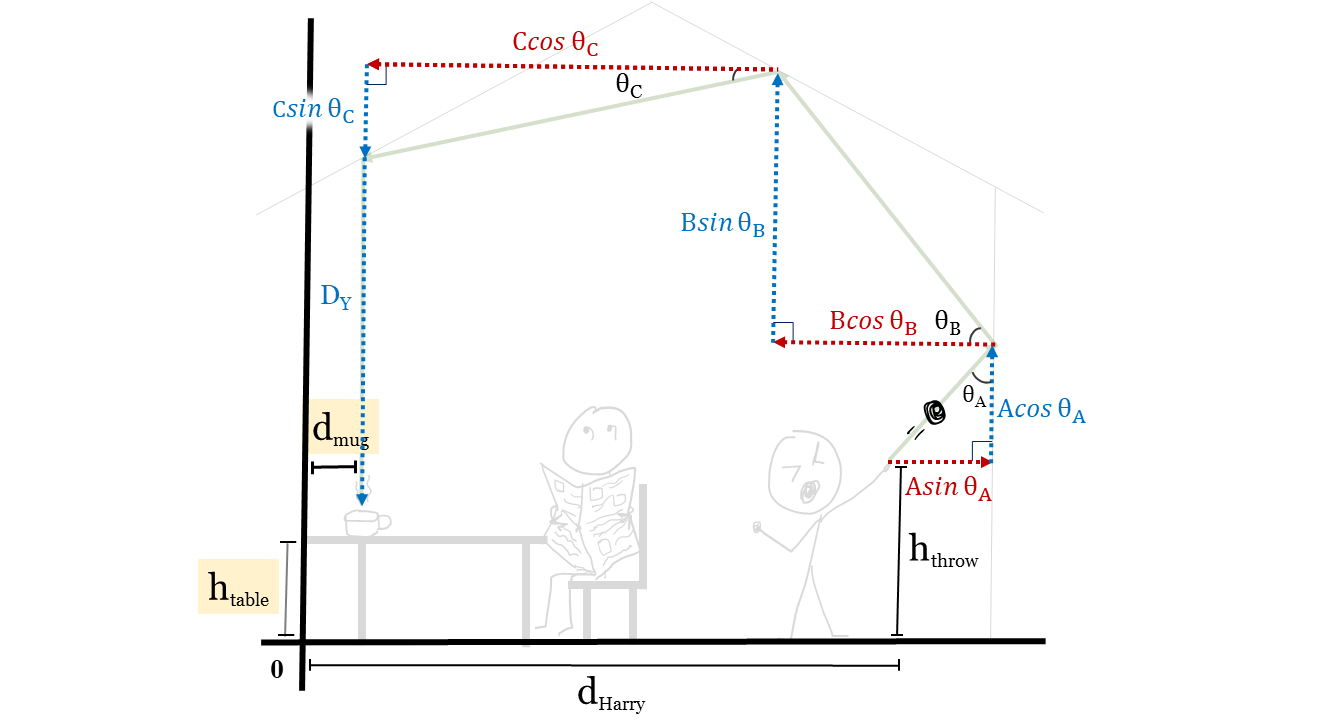 Ccos θC
θC
Csin θC
Bsin θB
DY
Bcos θB
θB
θA
Acos θA
dmug
Asin θA
hthrow
htable
0
dHarry